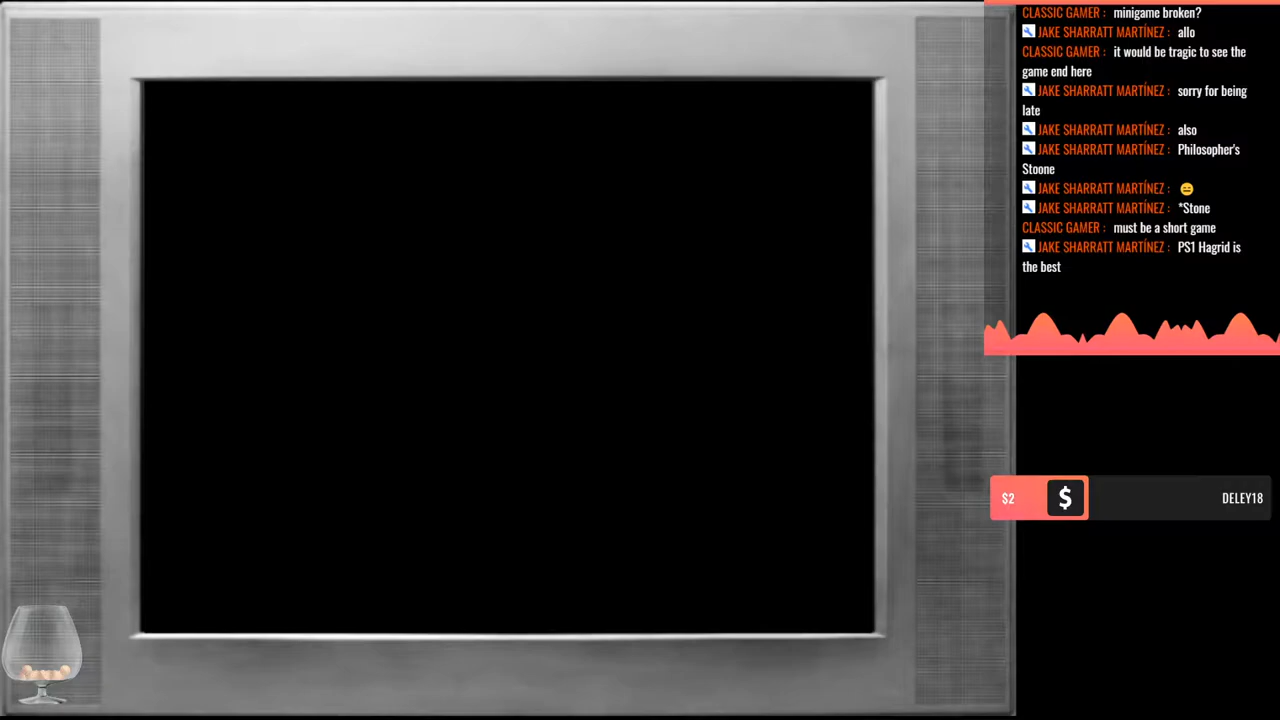 CLASSIC GAMER : minigame broken?
JAKE SHARRATT MARTÍNEZ : allo
CLASSIC GAMER : it would be tragic to see the
game end here
JAKE SHARRATT MARTÍNEZ : sorry for being
late
JAKE SHARRATT MARTÍNEZ : also
JAKE SHARRATT MARTÍNEZ : Philosopher's
Stoone
JAKE SHARRATT MARTÍNEZ : 😑
JAKE SHARRATT MARTÍNEZ : *Stone
CLASSIC GAMER : must be a short game
JAKE SHARRATT MARTÍNEZ : PS1 Hagrid is
the best
$2 $ DELEY18